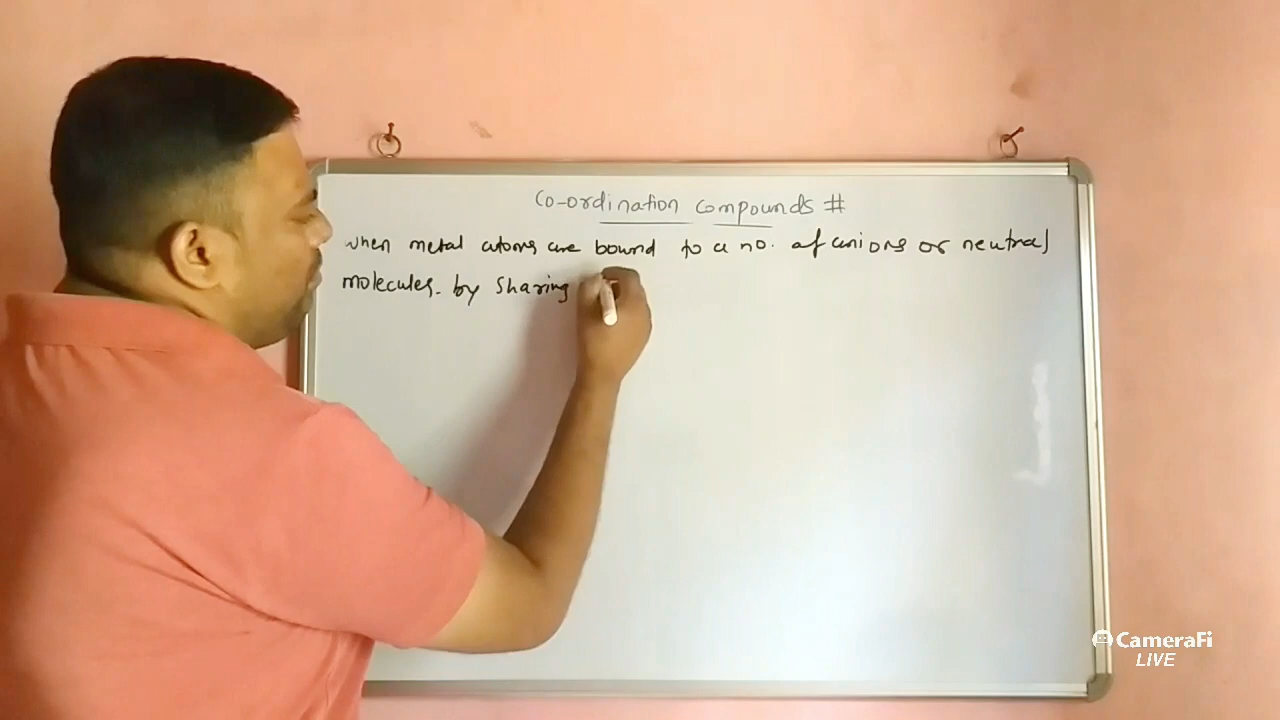 Co-ordination Compounds #
when metal atoms are bound to a no. of anions or neutral
molecules. by sharing
CameraFi
LIVE